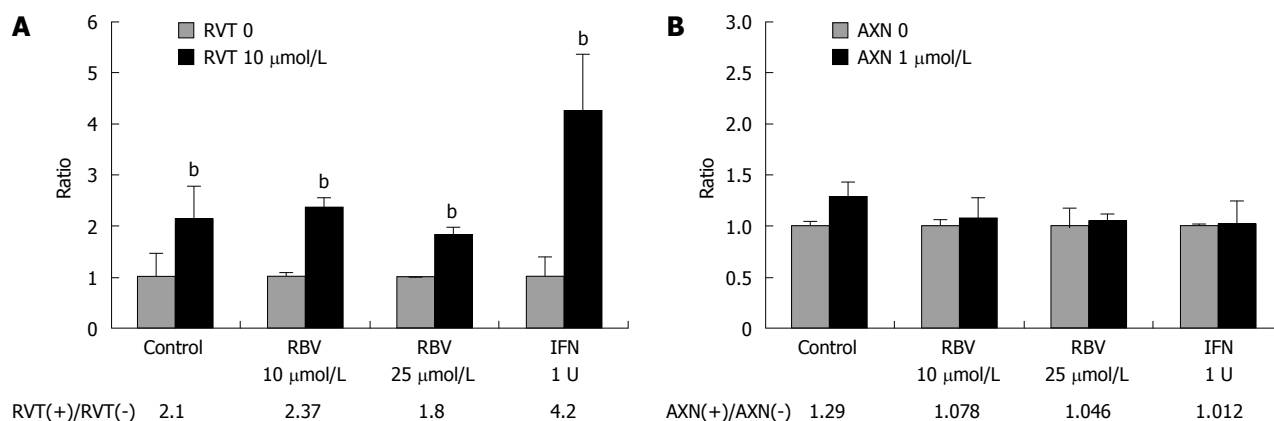 A
RVT 0
RVT 10 μmol/L
Ratio
6
5
4
3
2
1
0
b
b
b
b
Control
RBV
10 μmol/L
RBV
25 μmol/L
IFN
1 U
RVT(+)/RVT(-) 2.1 2.37 1.8 4.2
B
AXN 0
AXN 1 μmol/L
Ratio
3.0
2.5
2.0
1.5
1.0
0.5
0
Control
RBV
10 μmol/L
RBV
25 μmol/L
IFN
1 U
AXN(+)/AXN(-) 1.29 1.078 1.046 1.012